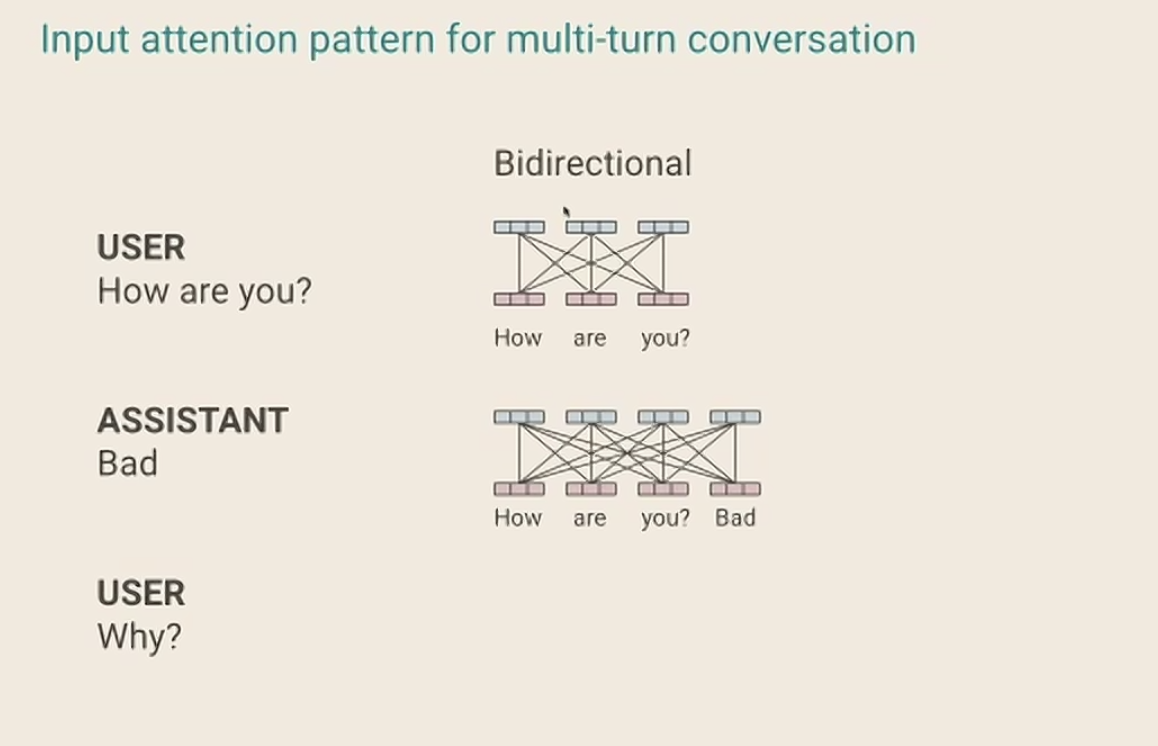 Input attention pattern for multi-turn conversation
Bidirectional
USER
How are you?
How are you?
ASSISTANT
Bad
How are you? Bad
USER
Why?